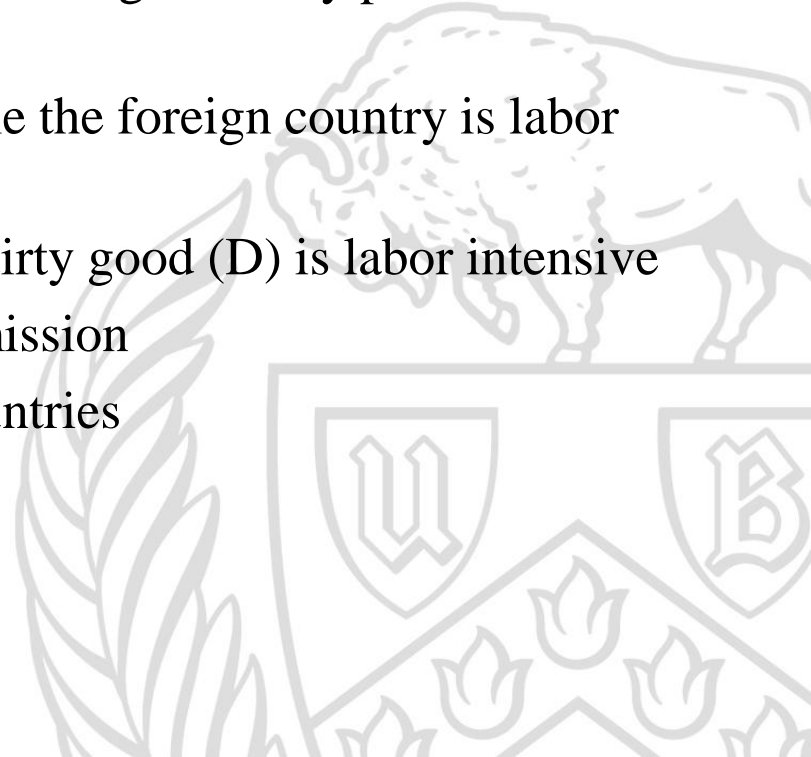 e the foreign country is labor
irty good (D) is labor intensive
ission
ntries
U B